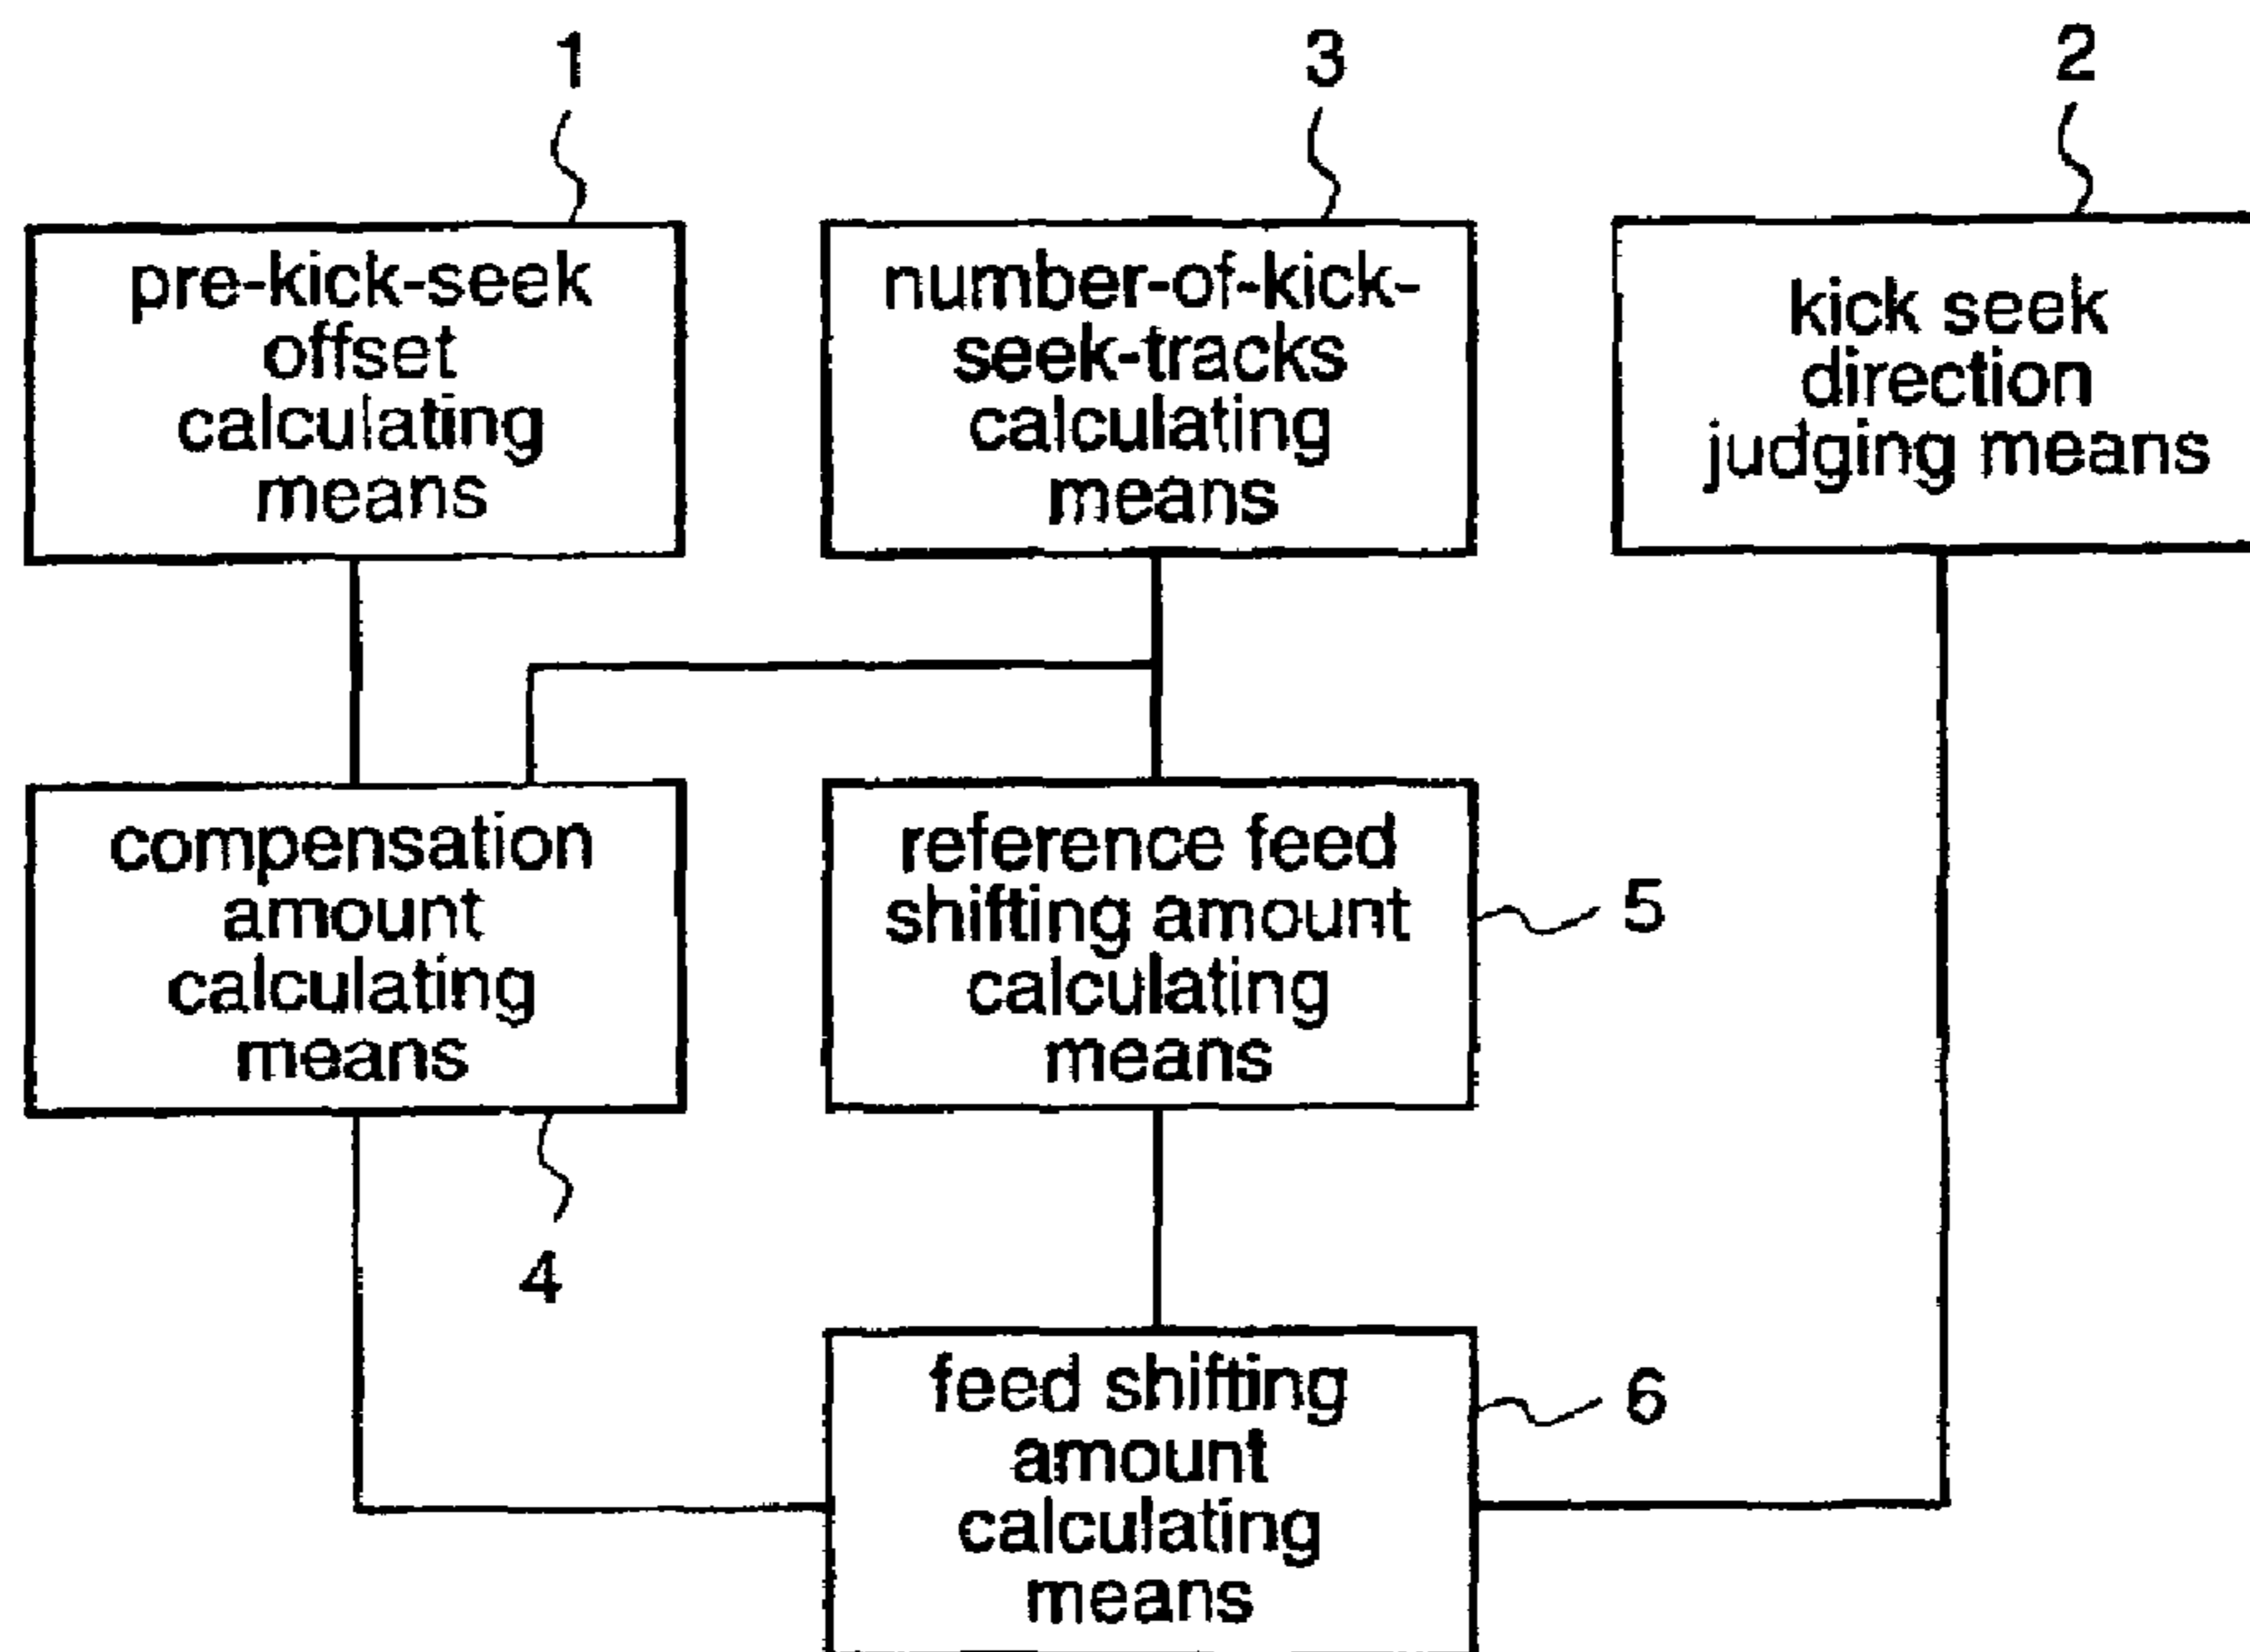 1
3
2
pre-kick-seek
offset
calculating
means
number-of-kick-
seek-tracks
calculating
means
kick seek
direction
judging means
compensation
amount
calculating
means
reference feed
shifting amount
calculating
means
5
4
feed shifting
amount
calculating
means
6